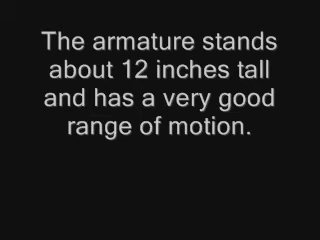 The armature stands
about 12 inches tall
and has a very good
range of motion.